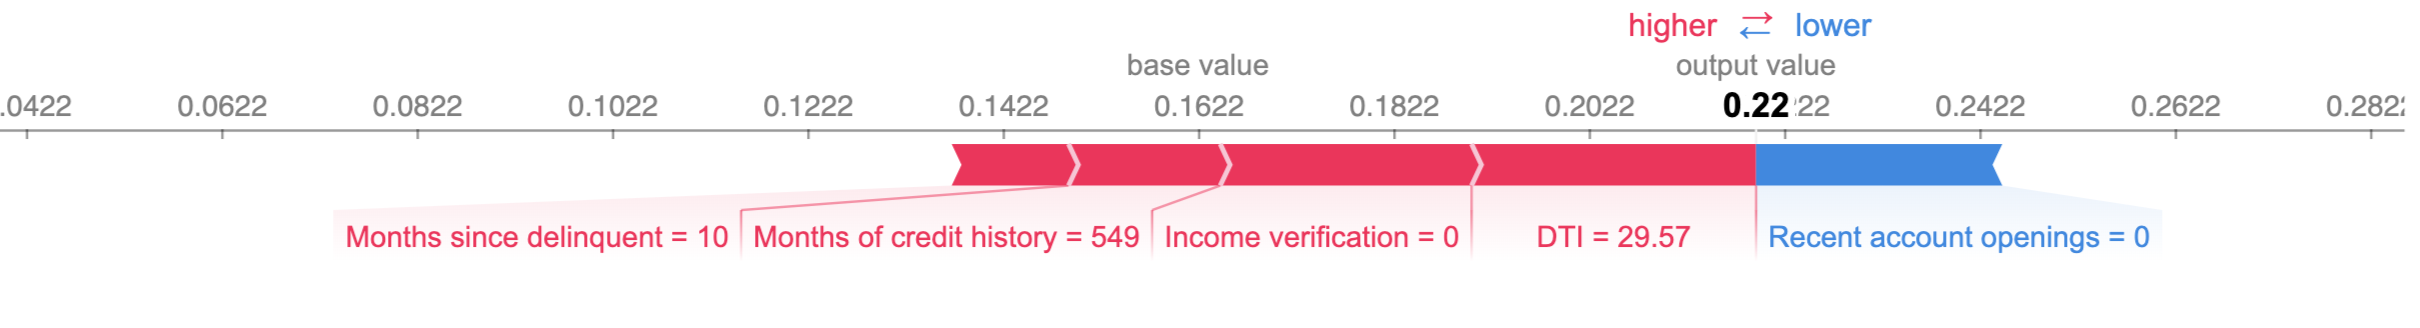 higher ⇄ lower
base value output value
.0422 0.0622 0.0822 0.1022 0.1222 0.1422 0.1622 0.1822 0.2022 0.22 22 0.2422 0.2622 0.282
Months since delinquent = 10 Months of credit history = 549 Income verification = 0 DTI = 29.57 Recent account openings = 0